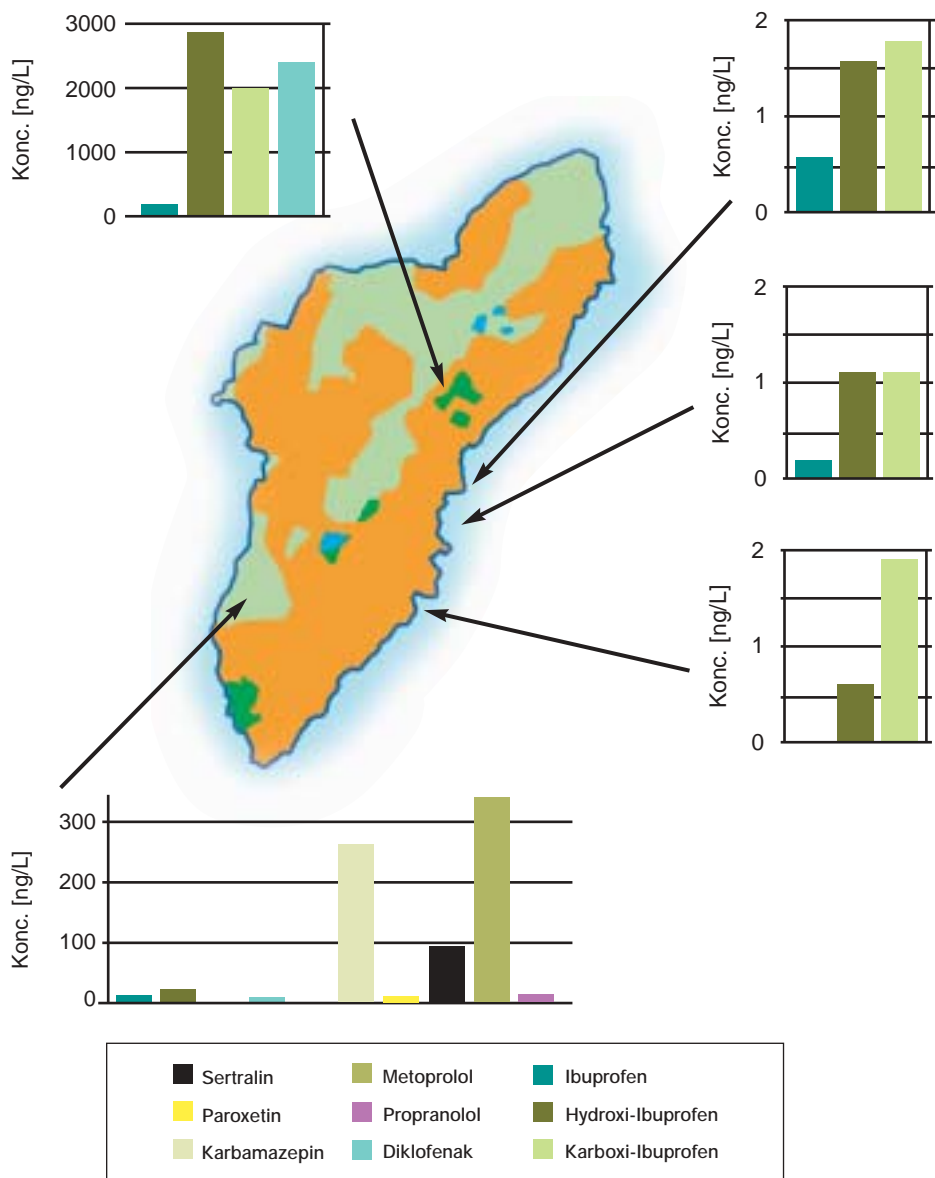 Konc. [ng/L]
3000
2000
1000
0
Konc. [ng/L]
2
1
0
Konc. [ng/L]
2
1
0
Konc. [ng/L]
2
1
0
Konc. [ng/L]
300
200
100
0
Sertralin
Metoprolol
Ibuprofen
Paroxetin
Propranolol
Hydroxi-Ibuprofen
Karbamazepin
Diklofenak
Karboxi-Ibuprofen